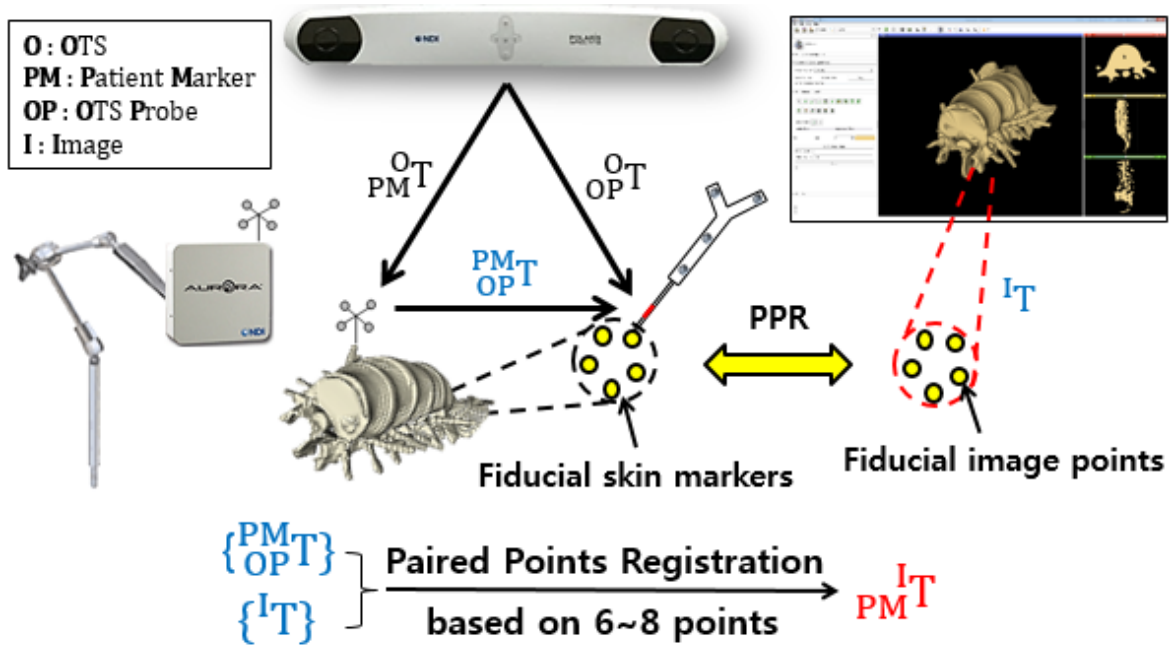 O : OTS
PM : Patient Marker
OP : OTS Probe
I : Image
NDI
POLARIS
O
PM T
O
OP T
AURORA
NDI
PM
OP T
PPR
I T
Fiducial skin markers
Fiducial image points
{PM
OP T}
{I T}
Paired Points Registration
based on 6~8 points
I
PM T